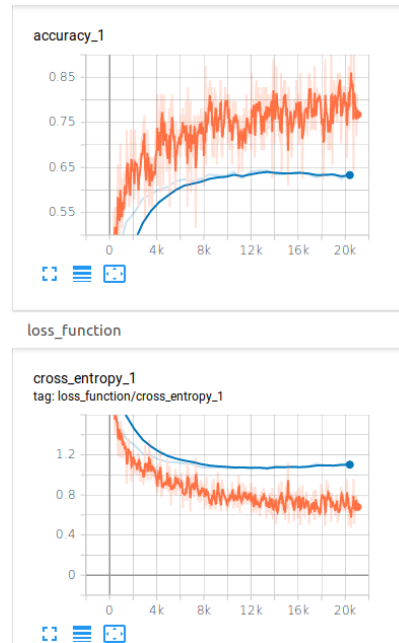 accuracy_1
0.85
0.75
0.65
0.55
0 4k 8k 12k 16k 20k
loss_function
cross_entropy_1
tag: loss_function/cross_entropy_1
1.2
0.8
0.4
0
0 4k 8k 12k 16k 20k